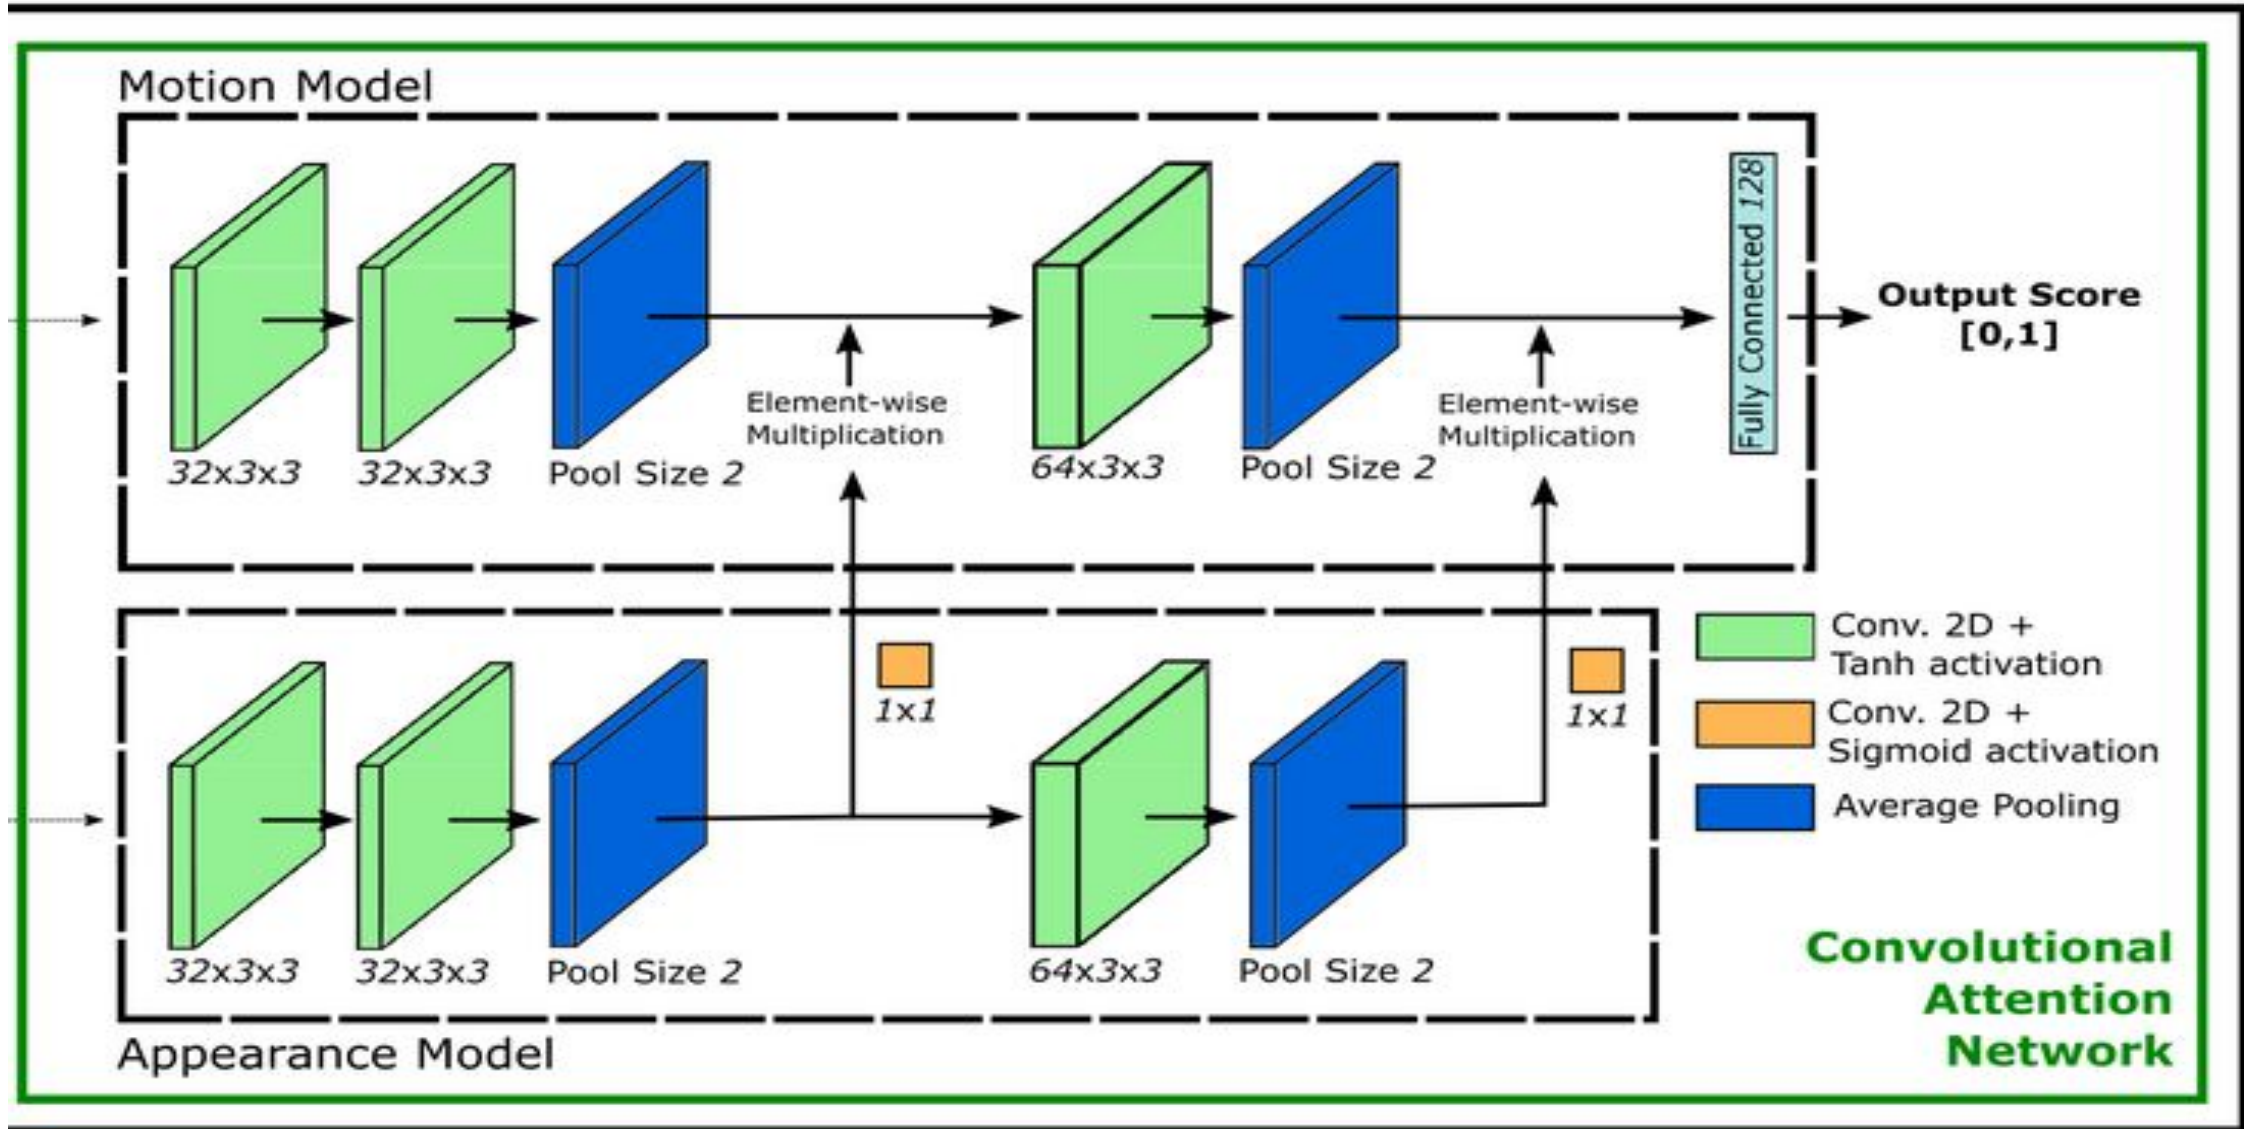 Motion Model
Fully Connected 128
Output Score
[0,1]
Element-wise
Multiplication
Element-wise
Multiplication
32x3x3
32x3x3
Pool Size 2
64x3x3
Pool Size 2
Conv. 2D +
Tanh activation
1x1
1x1
Conv. 2D +
Sigmoid activation
Average Pooling
32x3x3
32x3x3
Pool Size 2
64x3x3
Pool Size 2
Appearance Model
Convolutional
Attention
Network